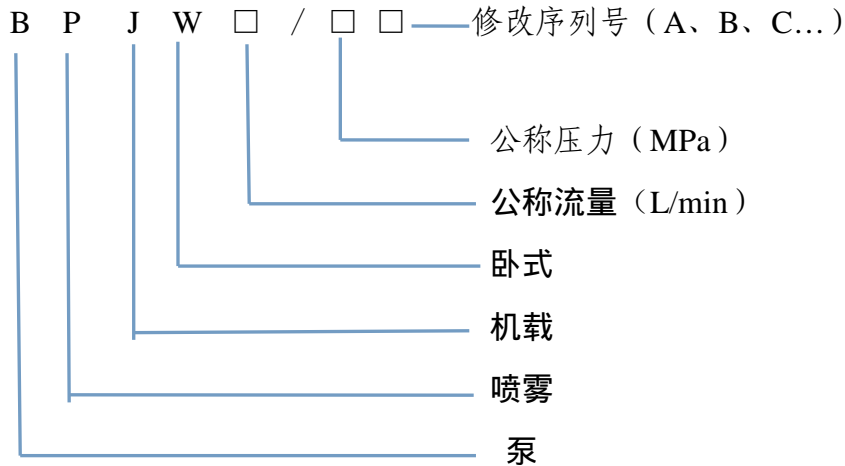 B P J W □ / □ □ 修改序列号（A、B、C…）
公称压力（MPa）
公称流量（L/min）
卧式
机载
喷雾
泵